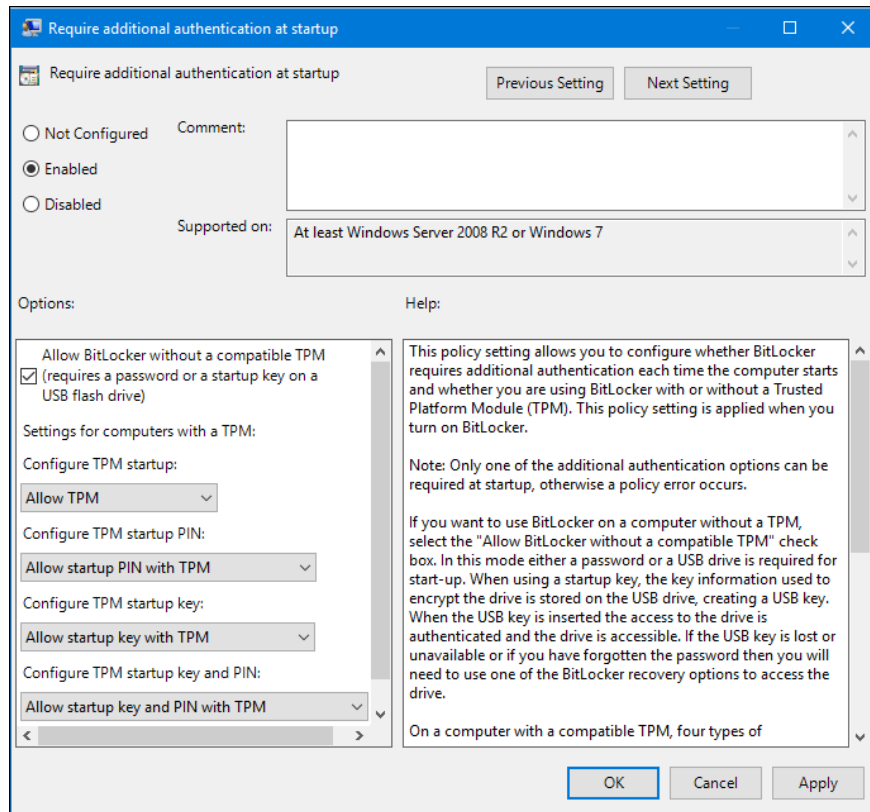 Require additional authentication at startup
Require additional authentication at startup
Previous Setting
Next Setting
Not Configured
Enabled
Disabled
Comment:
Supported on:
At least Windows Server 2008 R2 or Windows 7
Options:
Help:
Allow BitLocker without a compatible TPM
(requires a password or a startup key on a
USB flash drive)
Settings for computers with a TPM:
Configure TPM startup:
Allow TPM
Configure TPM startup PIN:
Allow startup PIN with TPM
Configure TPM startup key:
Allow startup key with TPM
Configure TPM startup key and PIN:
Allow startup key and PIN with TPM
This policy setting allows you to configure whether BitLocker
requires additional authentication each time the computer starts
and whether you are using BitLocker with or without a Trusted
Platform Module (TPM). This policy setting is applied when you
turn on BitLocker.
Note: Only one of the additional authentication options can be
required at startup, otherwise a policy error occurs.
If you want to use BitLocker on a computer without a TPM,
select the "Allow BitLocker without a compatible TPM" check
box. In this mode either a password or a USB drive is required for
start-up. When using a startup key, the key information used to
encrypt the drive is stored on the USB drive, creating a USB key.
When the USB key is inserted the access to the drive is
authenticated and the drive is accessible. If the USB key is lost or
unavailable or if you have forgotten the password then you will
need to use one of the BitLocker recovery options to access the
drive.
On a computer with a compatible TPM, four types of
OK
Cancel
Apply